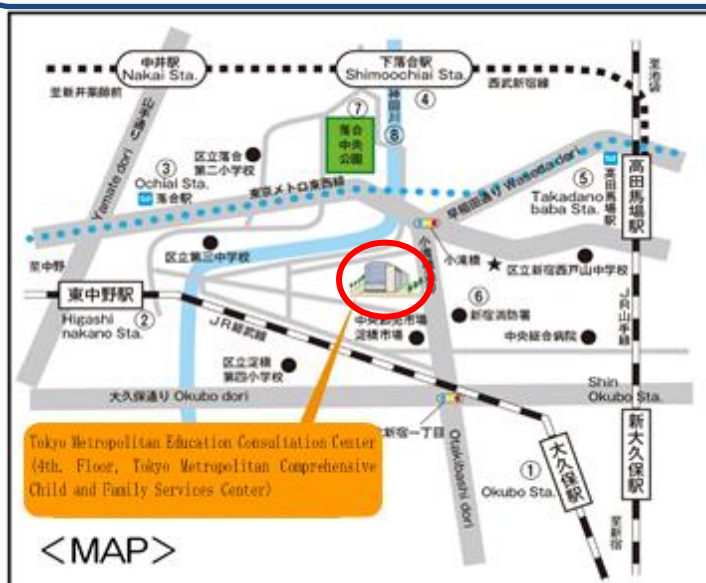 中井駅
Nakai Sta.
下落合駅
Shimoochiai Sta.
④
西武新宿線
至池袋
至新井薬師前
山手通り
Yamate dori
⑦
落合
中央
公園
⑧
区立落合
第二小学校
③
Ochiai Sta.
落合駅
東京メトロ東西線
早稲田通り Waseda dori
⑤
Takadano
baba Sta.
高田馬場駅
高田馬場駅
小滝橋
区立第三中学校
★
区立新宿西戸山中学校
至中野
東中野駅
Higashi
nakano Sta.
②
JR総武線
⑥
新宿消防署
淀橋市場
中央総合病院
JR山手線
区立淀橋
第四小学校
大久保通り Okubo dori
Shin
Okubo Sta.
新大久保駅
新宿一丁目
Otakibashi dori
①
Okubo Sta.
大久保駅
至新宿
Tokyo Metropolitan Education Consultation Center
(4th. Floor, Tokyo Metropolitan Comprehensive
Child and Family Services Center)
<MAP>